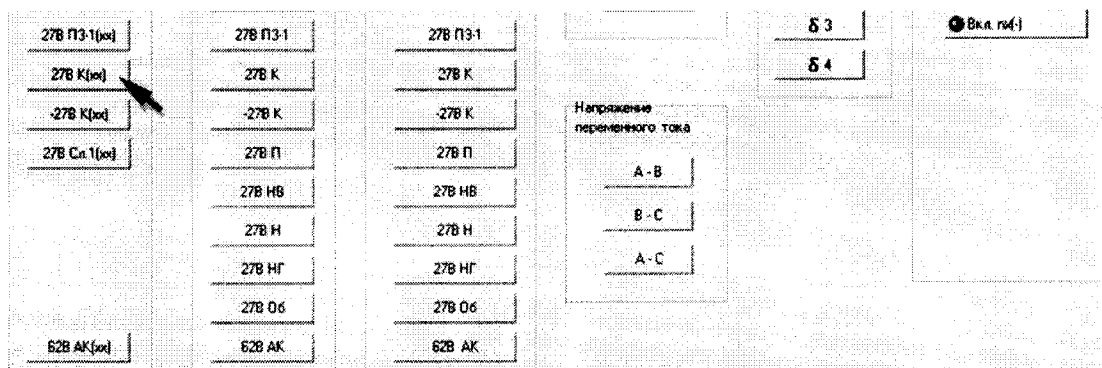 27В ПЗ-1(хх)
27В К(хх)
-27В К(хх)
27В Сл.1(хх)
62В АК(хх)
27В ПЗ-1
27В К
-27В К
27В П
27В НВ
27В Н
27В НГ
27В Об
62В АК
27В ПЗ-1
27В К
-27В К
27В П
27В НВ
27В Н
27В НГ
27В Об
62В АК
Напряжение
переменного тока
А - В
В - С
А - С
δ 3
δ 4
Вкл. пж(-)